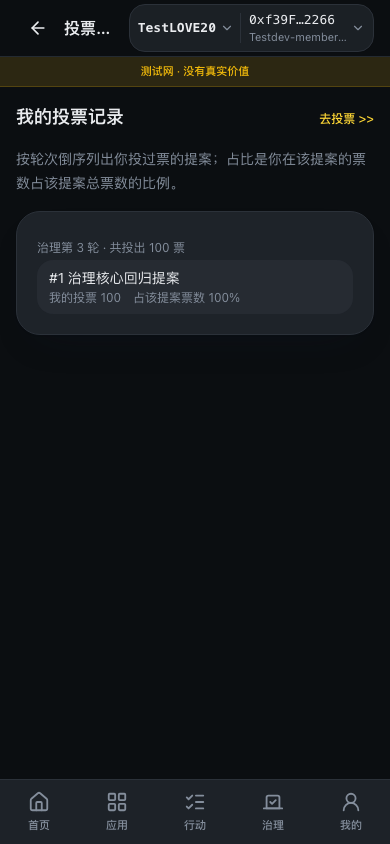 投票...
TestLOVE20
0xf39F…2266
Testdev-member...
测试网 · 没有真实价值
我的投票记录
去投票 >>
按轮次倒序列出你投过票的提案；占比是你在该提案的票
数占该提案总票数的比例。
治理第 3 轮 · 共投出 100 票
#1 治理核心回归提案
我的投票 100 占该提案票数 100%
首页
应用
行动
治理
我的